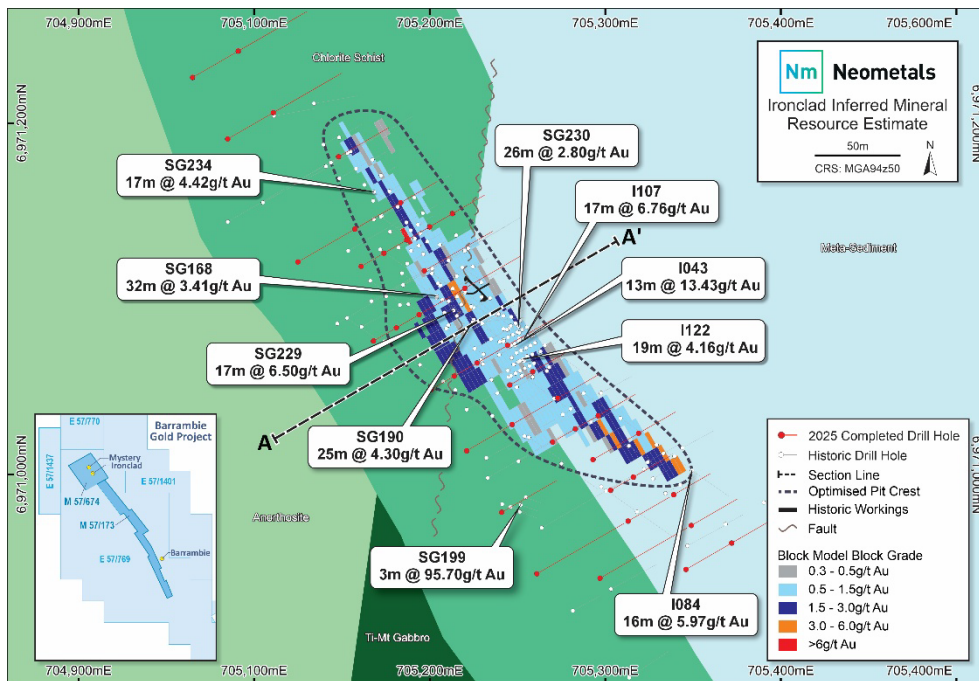 704,900mE
705,100mE
705,200mE
705,300mE
705,400mE
705,600mE
6,971,200mN
6,971,200mN
6,971,000mN
6,971,000mN
Chlorite Schist
Nm Neometals
Ironclad Inferred Mineral
Resource Estimate
50m
N
CRS: MGA94z50
SG230
26m @ 2.80g/t Au
SG234
17m @ 4.42g/t Au
I107
17m @ 6.76g/t Au
A'
Meta-Sediment
SG168
32m @ 3.41g/t Au
I043
13m @ 13.43g/t Au
I122
19m @ 4.16g/t Au
SG229
17m @ 6.50g/t Au
A
SG190
25m @ 4.30g/t Au
Anorthosite
SG199
3m @ 95.70g/t Au
I084
16m @ 5.97g/t Au
Ti-Mt Gabbro
E 57/770
Barrambie
Gold Project
E 57/1437
Mystery
Ironclad
E 57/1401
M 57/674
M 57/173
E 57/769
Barrambie
2025 Completed Drill Hole
Historic Drill Hole
Section Line
Optimised Pit Crest
Historic Workings
Fault
Block Model Block Grade
0.3 - 0.5g/t Au
0.5 - 1.5g/t Au
1.5 - 3.0g/t Au
3.0 - 6.0g/t Au
>6g/t Au
704,900mE
705,100mE
705,200mE
705,300mE
705,400mE
705,400mE